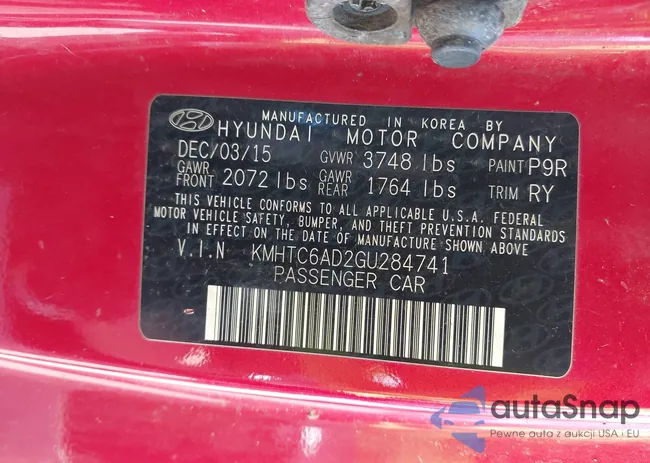 MANUFACTURED IN KOREA BY
HYUNDAI MOTOR COMPANY
DEC/03/15 GVWR 3748 lbs PAINT P9R
GAWR FRONT 2072 lbs GAWR REAR 1764 lbs TRIM RY
THIS VEHICLE CONFORMS TO ALL APPLICABLE U.S.A. FEDERAL
MOTOR VEHICLE SAFETY, BUMPER, AND THEFT PREVENTION STANDARDS
IN EFFECT ON THE DATE OF MANUFACTURE SHOWN ABOVE
V.I.N KMHTC6AD2GU284741
PASSENGER CAR
autaSnap
Pewne auta z aukcji USA i EU